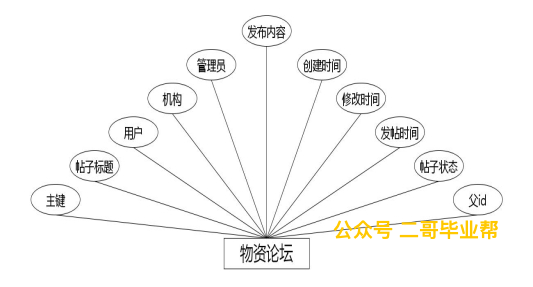 发布内容
管理员
创建时间
机构
修改时间
用户
发帖时间
帖子标题
帖子状态
主键
父id
公众号 二哥毕业帮
物资论坛